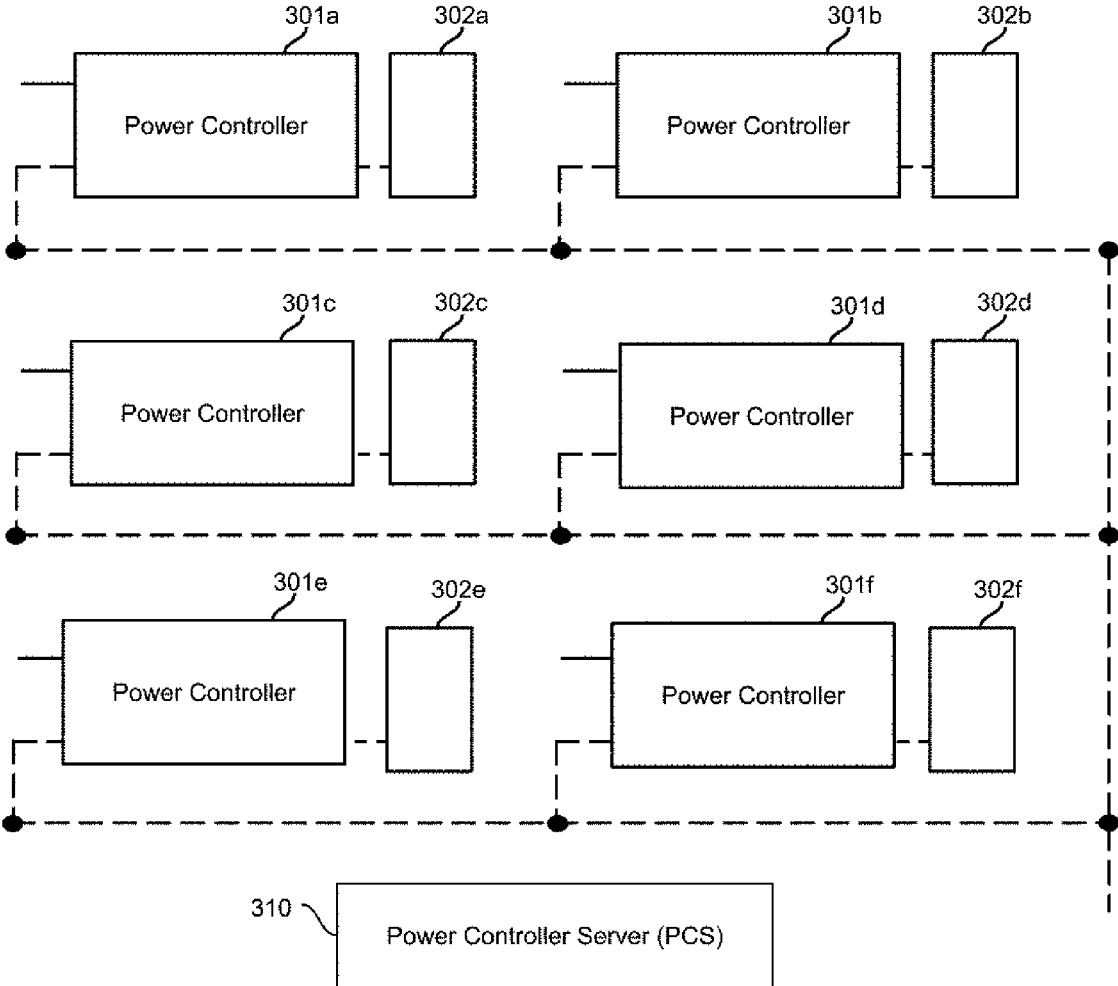 301a
302a
301b
302b
Power Controller
Power Controller
301c
302c
301d
302d
Power Controller
Power Controller
301e
302e
301f
302f
Power Controller
Power Controller
310
Power Controller Server (PCS)